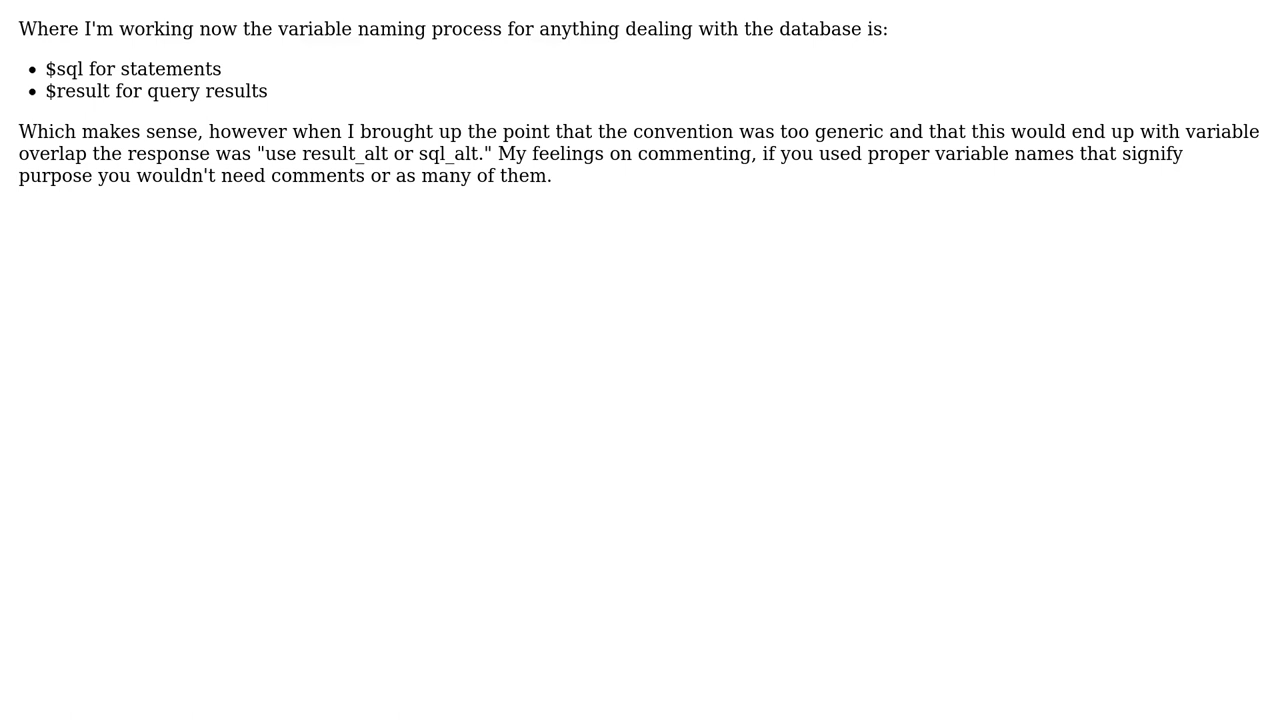 Where I'm working now the variable naming process for anything dealing with the database is:
• $sql for statements
• $result for query results
Which makes sense, however when I brought up the point that the convention was too generic and that this would end up with variable
overlap the response was "use result_alt or sql_alt." My feelings on commenting, if you used proper variable names that signify
purpose you wouldn't need comments or as many of them.